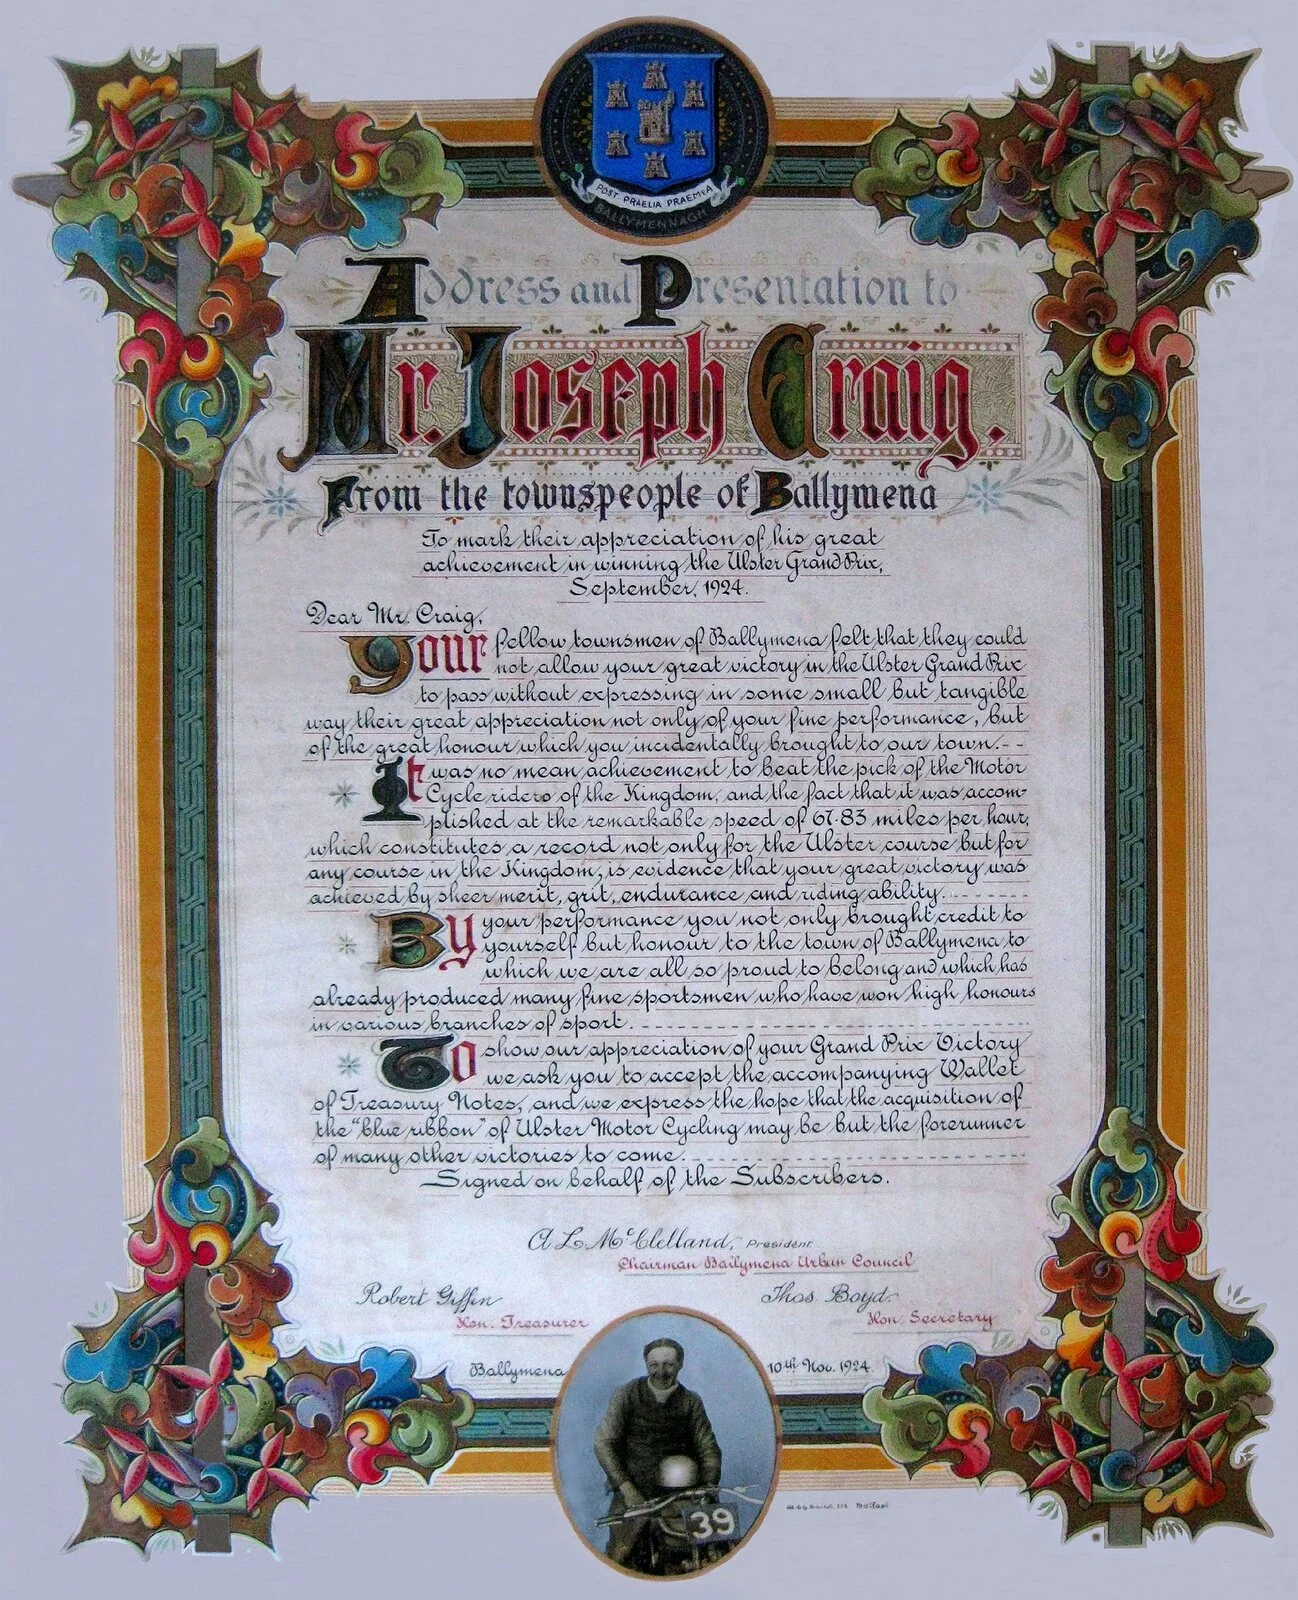 POST PRAELIA PRAEMIA
BALLYMENNAGH
Address and Presentation to
Mr. Joseph Craig.
From the townspeople of Ballymena
To mark their appreciation of his great
achievement in winning the Ulster Grand Prix,
September, 1924.
Dear Mr. Craig,
Your fellow townsmen of Ballymena felt that they could
not allow your great victory in the Ulster Grand Prix
to pass without expressing in some small but tangible
way their great appreciation not only of your fine performance, but
of the great honour which you incidentally brought to our town.--
It was no mean achievement to beat the pick of the Motor
Cycle riders of the Kingdom, and the fact that it was accom-
plished at the remarkable speed of 67.83 miles per hour,
which constitutes a record not only for the Ulster course but for
any course in the Kingdom, is evidence that your great victory was
achieved by sheer merit, grit, endurance and riding ability.
By your performance you not only brought credit to
yourself but honour to the town of Ballymena to
which we are all so proud to belong and which has
already produced many fine sportsmen who have won high honours
in various branches of sport.
To show our appreciation of your Grand Prix Victory
we ask you to accept the accompanying Wallet
of Treasury Notes, and we express the hope that the acquisition of
the "blue ribbon" of Ulster Motor Cycling may be but the forerunner
of many other victories to come.
Signed on behalf of the Subscribers.
A L McClelland, President
Chairman Ballymena Urban Council
Robert Giffin
Hon. Treasurer
Thos Boyd.
Hon. Secretary
Ballymena 10th Nov. 1924.
39
Belfast